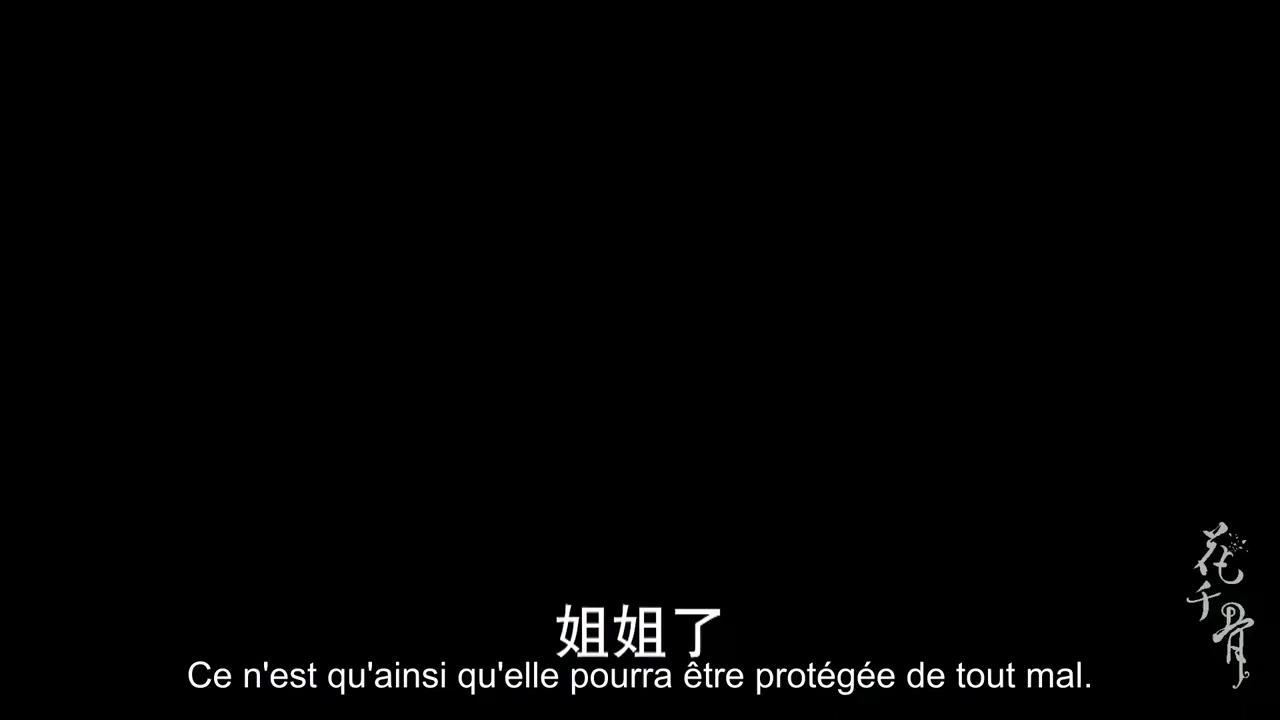 姐姐了
Ce n'est qu'ainsi qu'elle pourra être protégée de tout mal.
花千骨